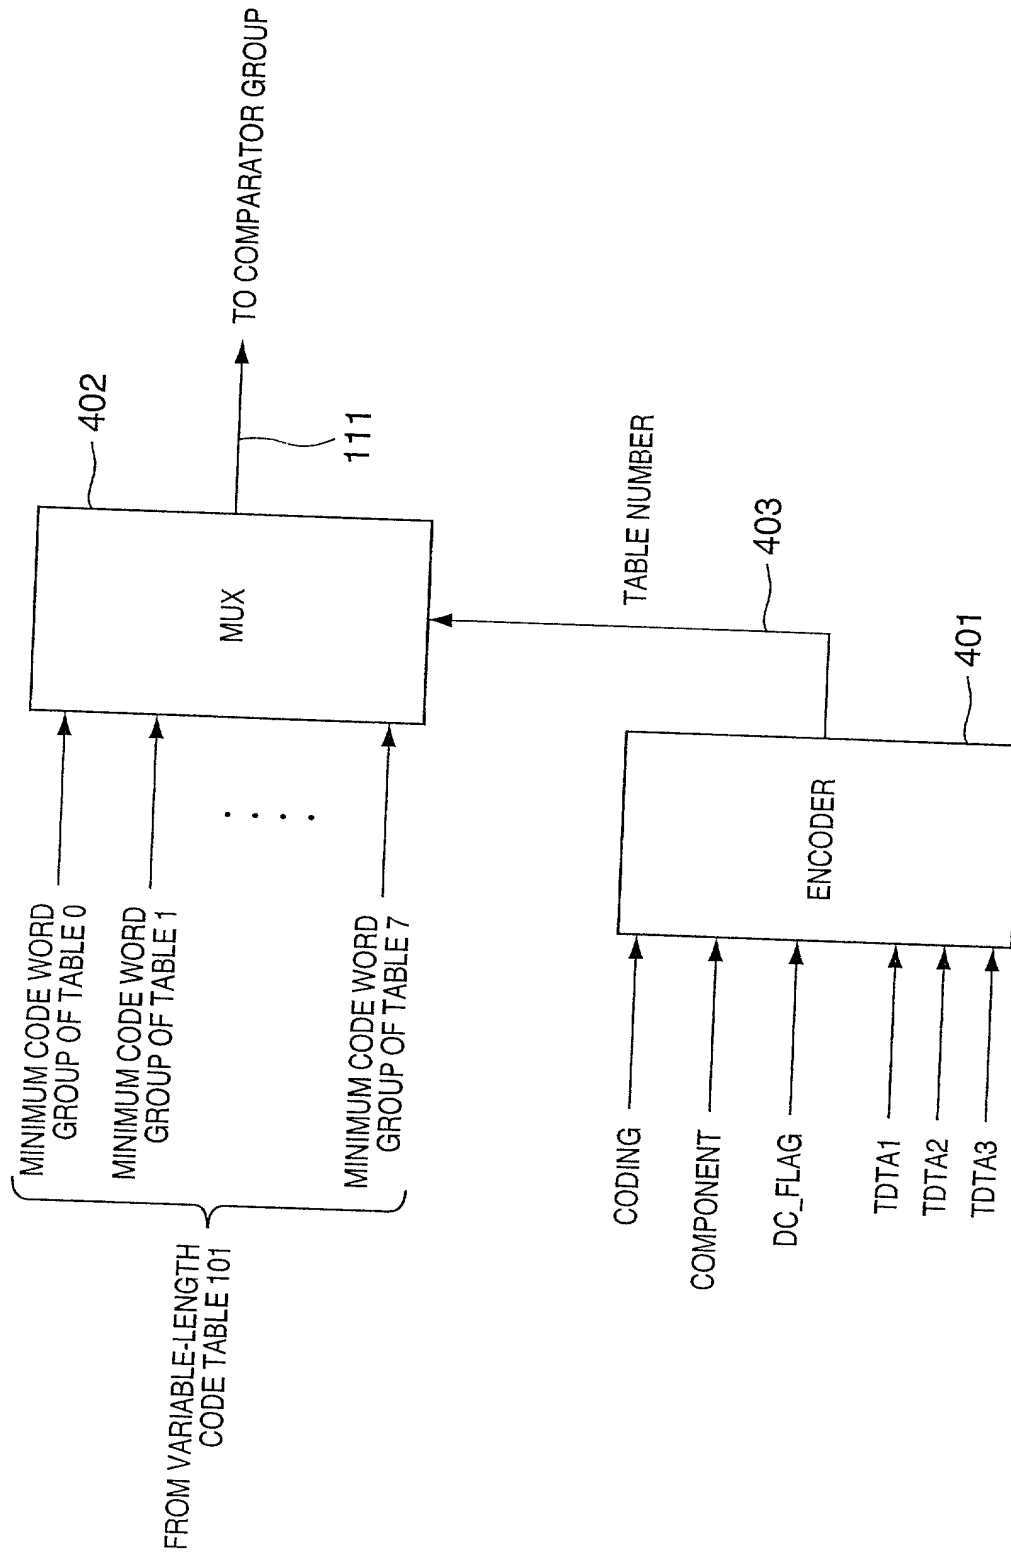 FROM VARIABLE-LENGTH
CODE TABLE 101
MINIMUM CODE WORD
GROUP OF TABLE 0
MINIMUM CODE WORD
GROUP OF TABLE 1
. . . .
MINIMUM CODE WORD
GROUP OF TABLE 7
MUX
402
111
TO COMPARATOR GROUP
TABLE NUMBER
403
CODING
COMPONENT
DC_FLAG
TDTA1
TDTA2
TDTA3
ENCODER
401